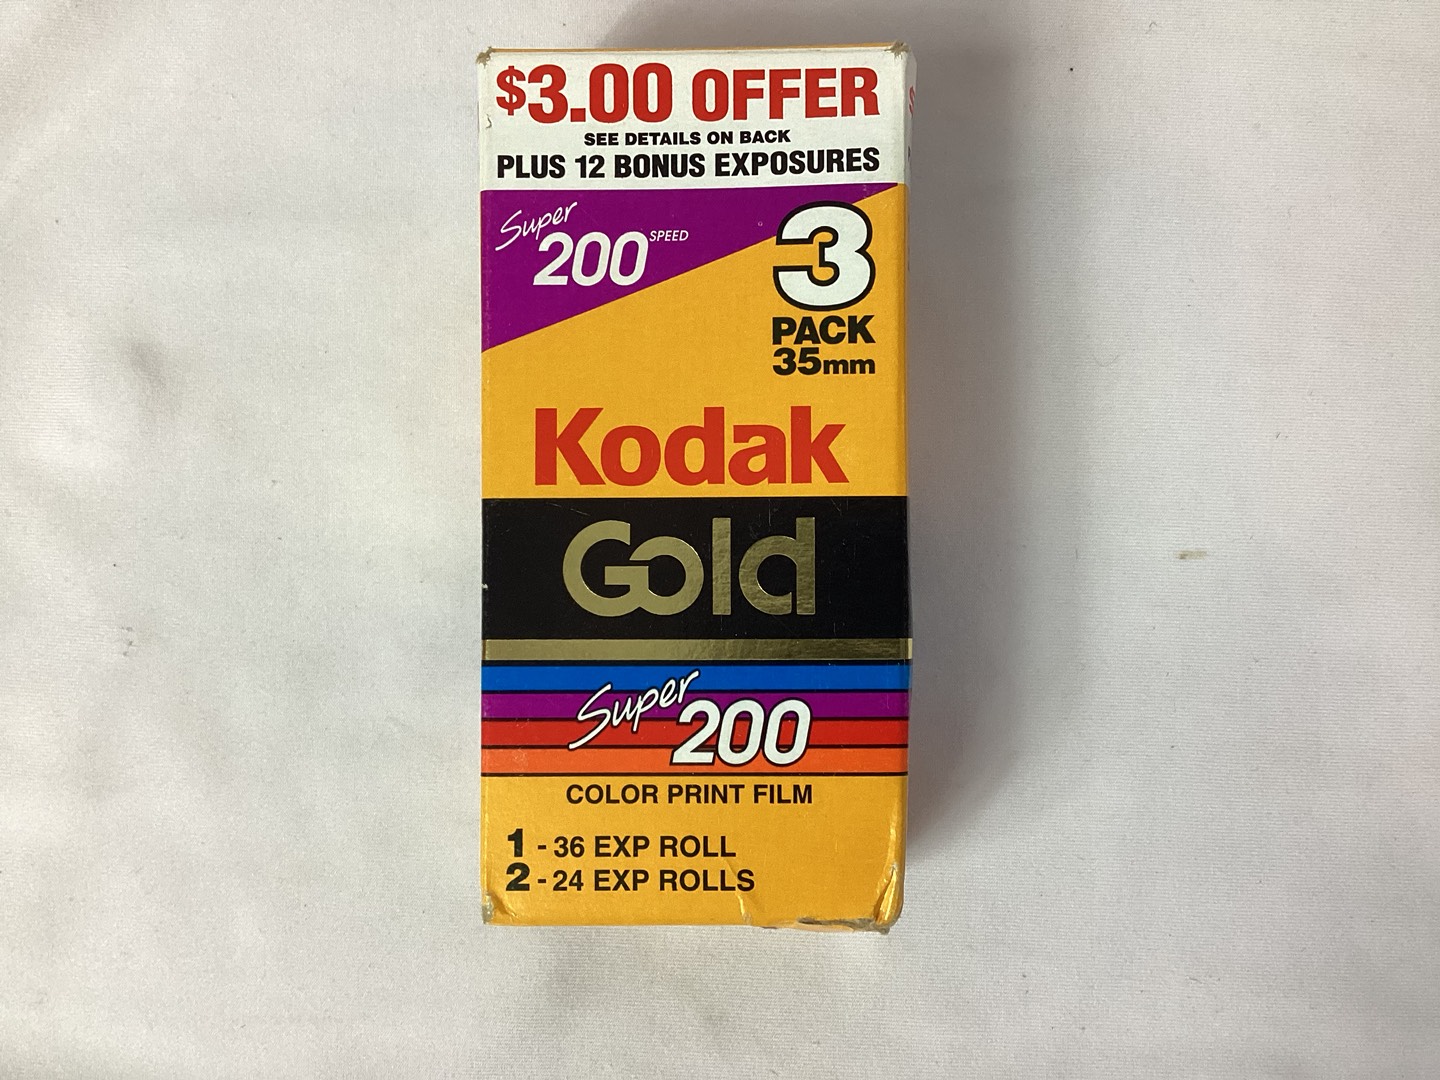 $3.00 OFFER
SEE DETAILS ON BACK
PLUS 12 BONUS EXPOSURES
Super
200 SPEED
3
PACK
35mm
Kodak
Gold
Super
200
COLOR PRINT FILM
1 - 36 EXP ROLL
2 - 24 EXP ROLLS